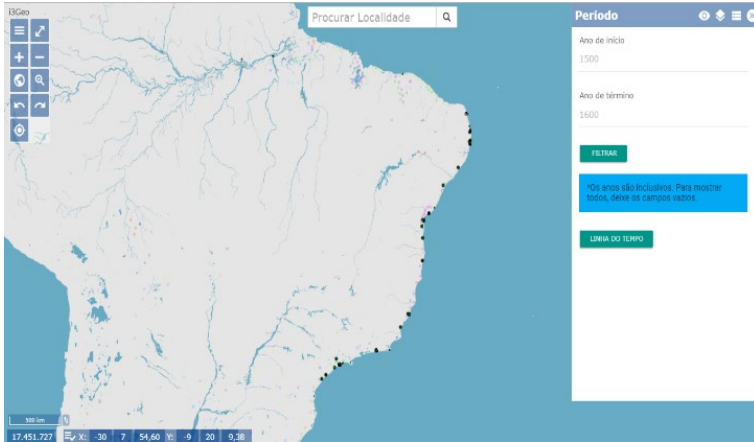 i3Geo
Procurar Localidade
Período
Ano de início
1500
Ano de término
1600
FILTRAR
*Os anos são inclusivos. Para mostrar
todos, deixe os campos vazios.
LINHA DO TEMPO
500 km
17.451.727 X: -30 7 54,60 Y: -9 20 9,38